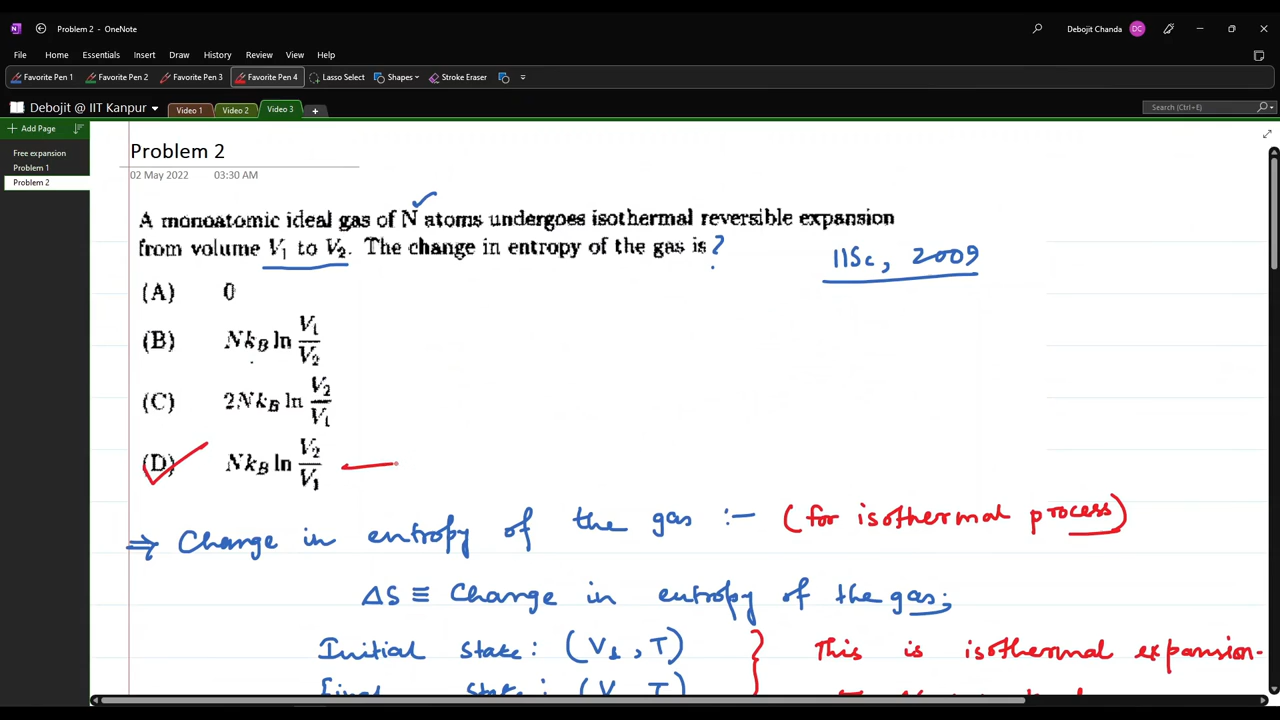 Problem 2 - OneNote
Debojit Chanda DC
File Home Essentials Insert Draw History Review View Help
Favorite Pen 1 Favorite Pen 2 Favorite Pen 3 Favorite Pen 4 Lasso Select Shapes Stroke Eraser
Debojit @ IIT Kanpur Video 1 Video 2 Video 3 Search (Ctrl+E)
Add Page
Free expansion
Problem 1
Problem 2
Problem 2
02 May 2022 03:30 AM
A monoatomic ideal gas of N atoms undergoes isothermal reversible expansion
from volume V₁ to V₂. The change in entropy of the gas is ?
IISc, 2009
(A) 0
(B) Nk_B ln V₁/V₂
(C) 2Nk_B ln V₂/V₁
(D) Nk_B ln V₂/V₁
⇒ Change in entropy of the gas :- (for isothermal process)
ΔS ≡ Change in entropy of the gas;
Initial state: (V₁, T) } This is isothermal expansion-